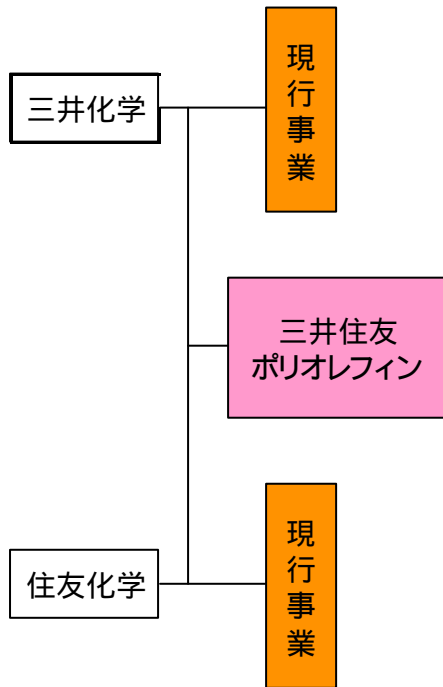 三井化学
現行事業
三井住友
ポリオレフィン
住友化学
現行事業